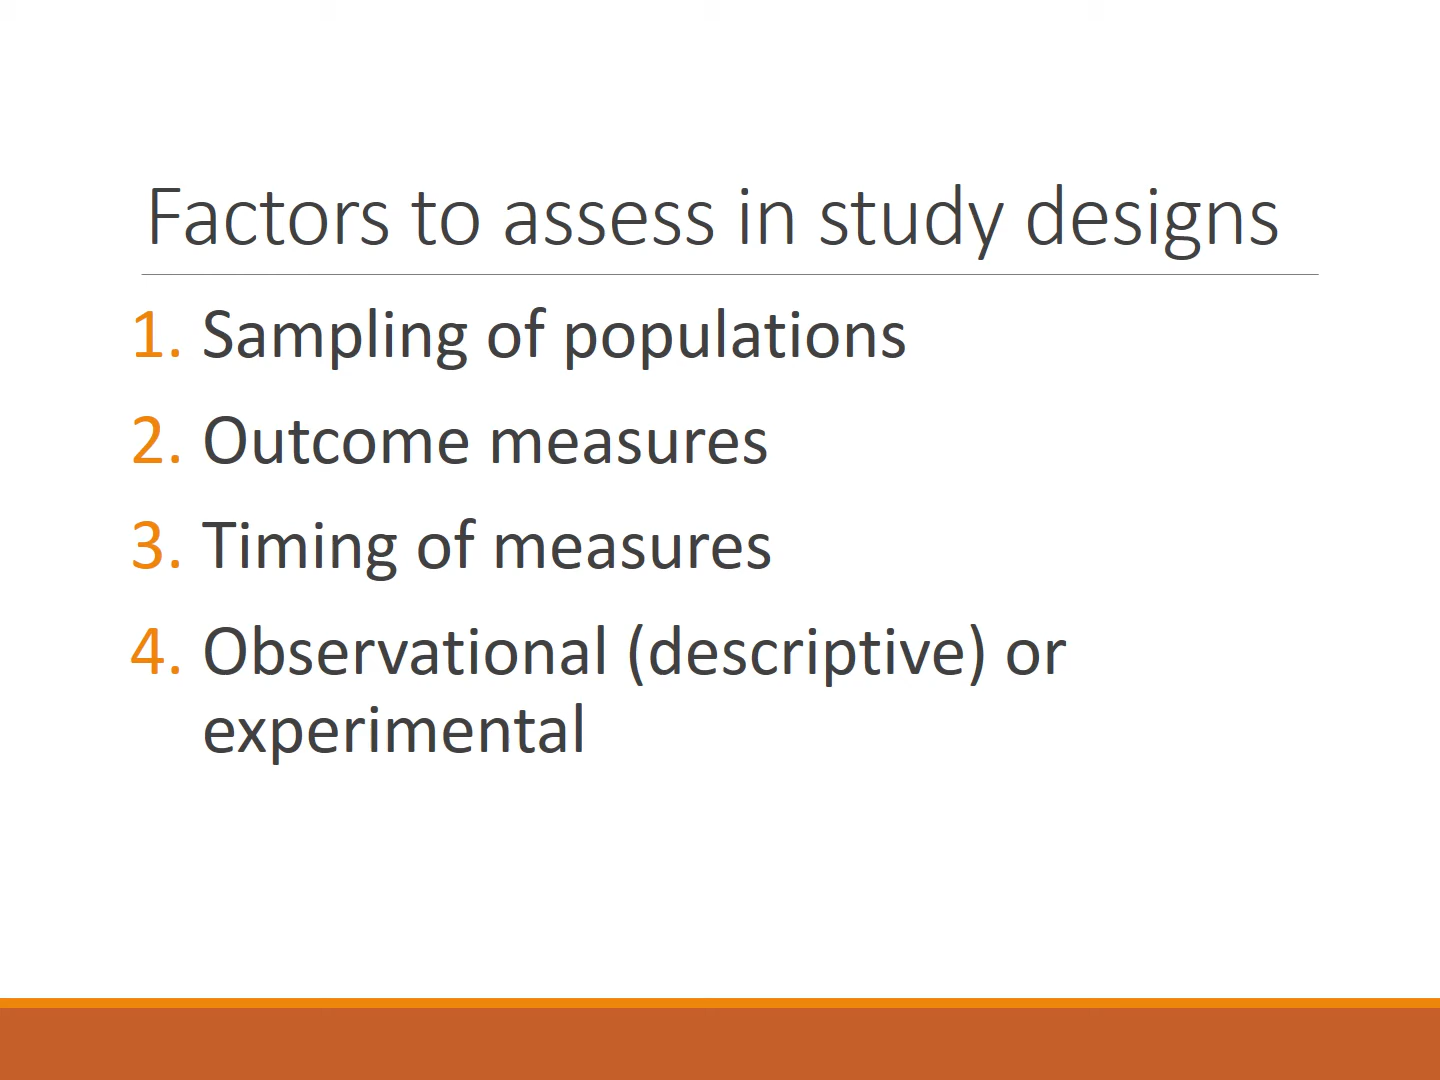 Factors to assess in study designs
1. Sampling of populations
2. Outcome measures
3. Timing of measures
4. Observational (descriptive) or
experimental